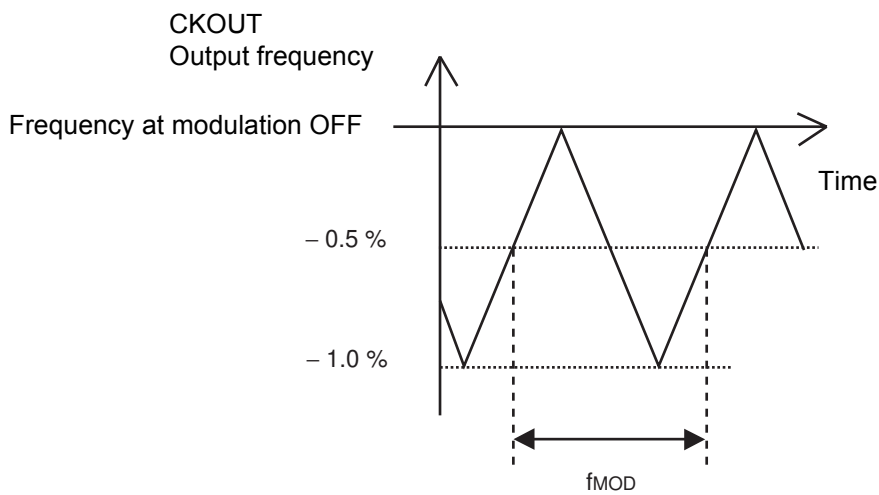 CKOUT
Output frequency
Frequency at modulation OFF
Time
– 0.5 %
– 1.0 %
fMOD